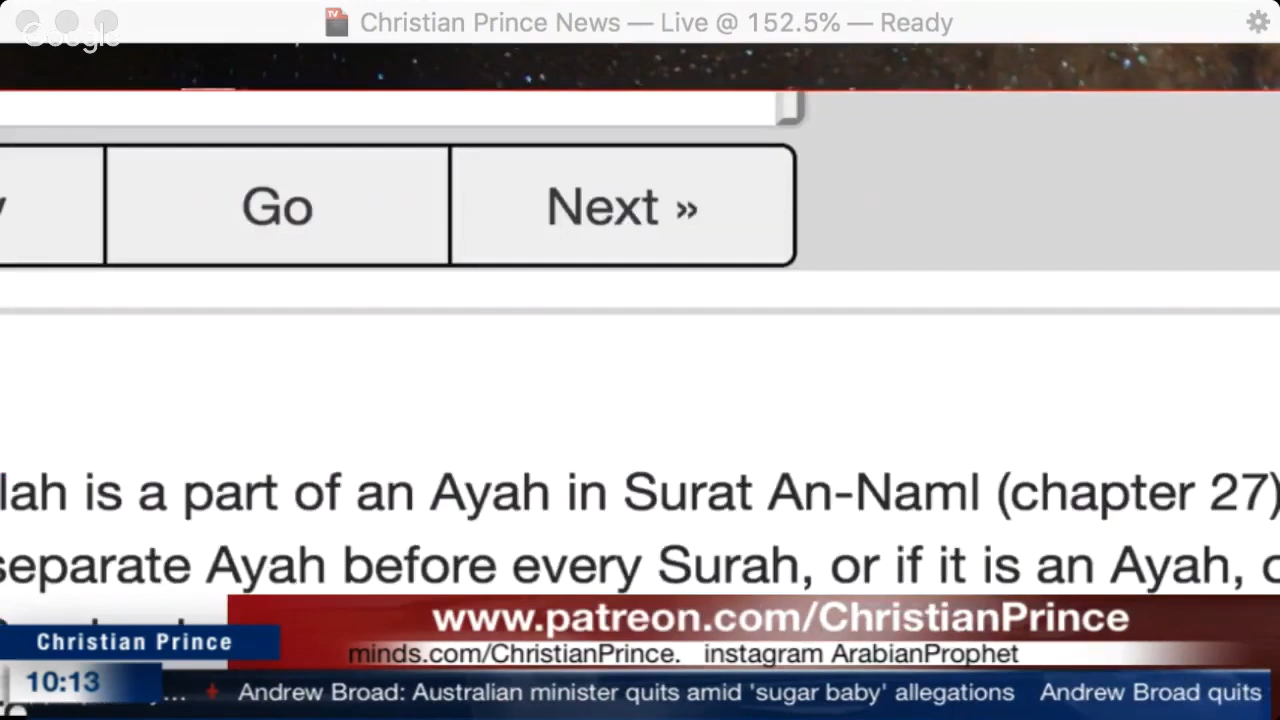 Christian Prince News — Live @ 152.5% — Ready
Google
Go
Next »
lah is a part of an Ayah in Surat An-Naml (chapter 27)
separate Ayah before every Surah, or if it is an Ayah,
www.patreon.com/ChristianPrince
Christian Prince
minds.com/ChristianPrince. instagram ArabianProphet
10:13
... + Andrew Broad: Australian minister quits amid 'sugar baby' allegations Andrew Broad quits